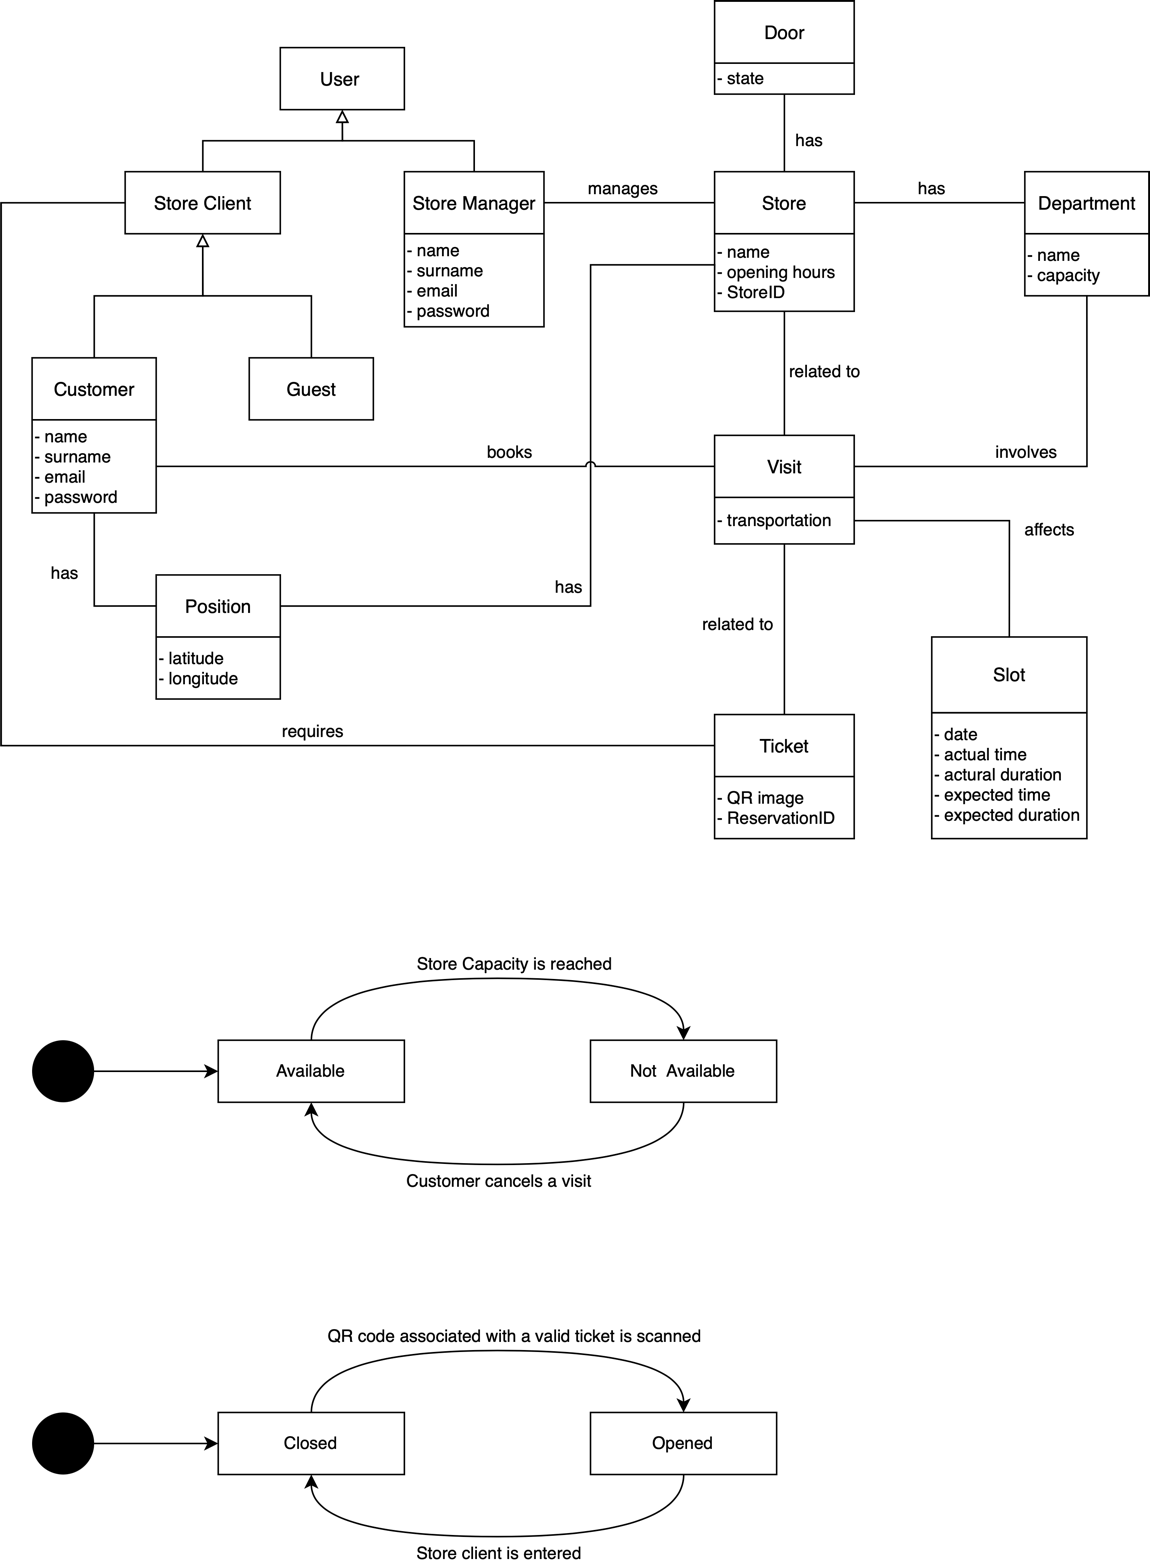 Door
- state
User
has
Store Client
Store Manager
- name
- surname
- email
- password
manages
Store
- name
- opening hours
- StoreID
has
Department
- name
- capacity
Customer
- name
- surname
- email
- password
Guest
related to
books
Visit
- transportation
involves
affects
has
Position
- latitude
- longitude
has
related to
Slot
- date
- actual time
- actural duration
- expected time
- expected duration
requires
Ticket
- QR image
- ReservationID
Store Capacity is reached
Available
Not Available
Customer cancels a visit
QR code associated with a valid ticket is scanned
Closed
Opened
Store client is entered